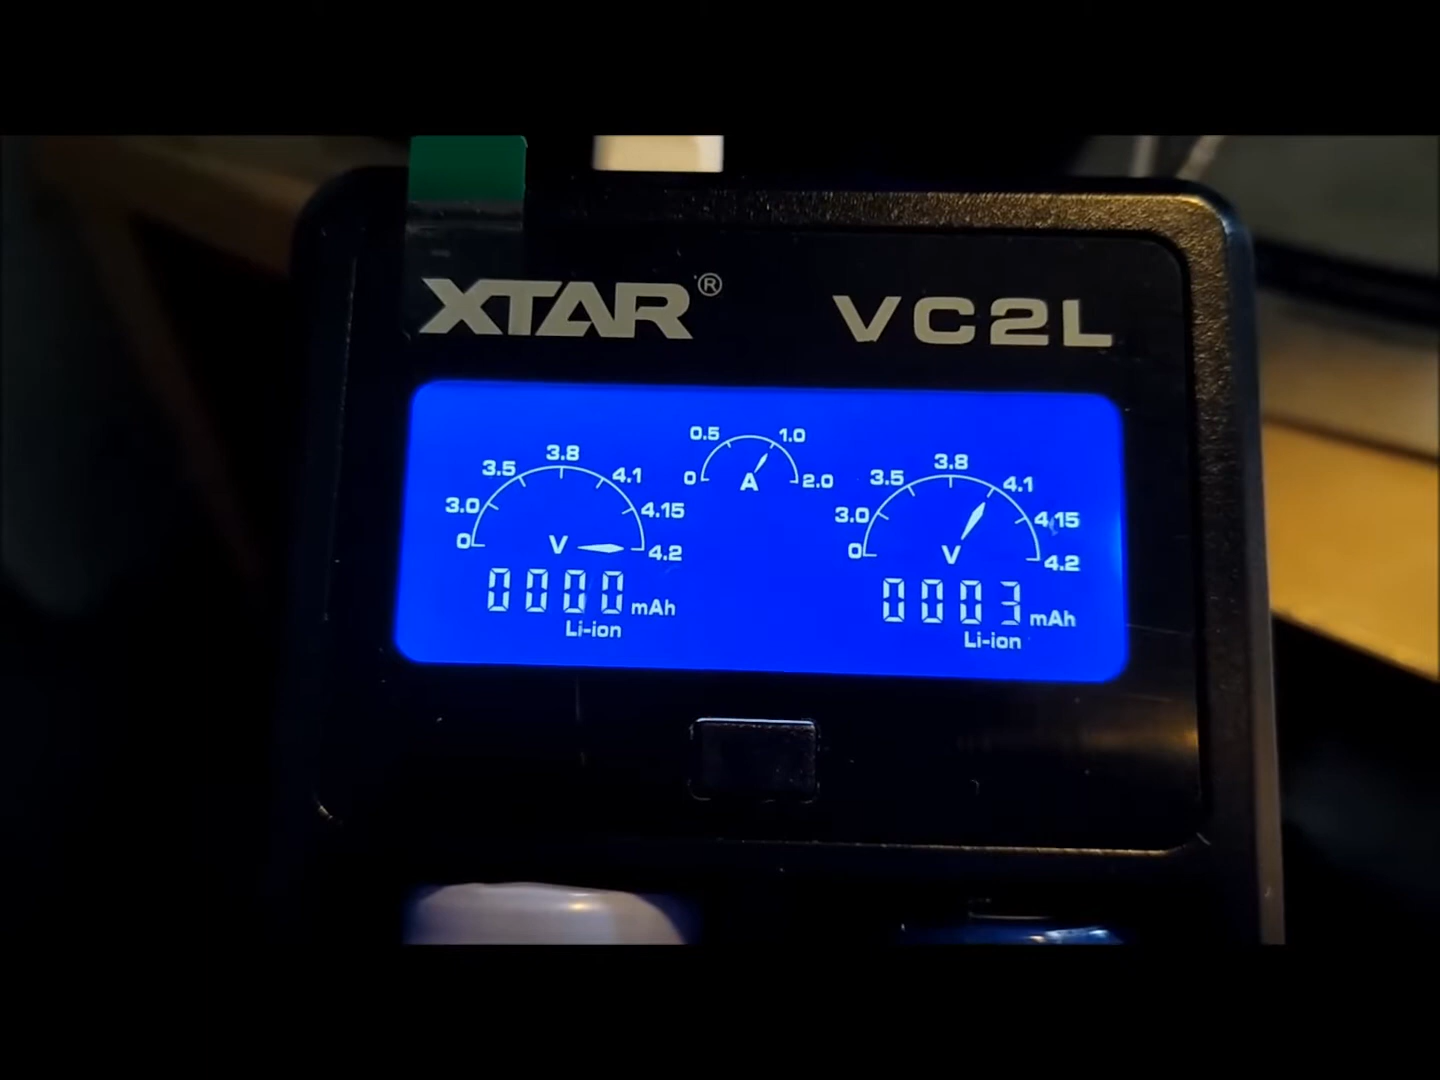 XTAR® VC2L
0 3.0 3.5 3.8 4.1 4.15 4.2
V
0000 mAh
Li-ion
0 0.5 1.0 2.0
A
0 3.0 3.5 3.8 4.1 4.15 4.2
V
0003 mAh
Li-ion